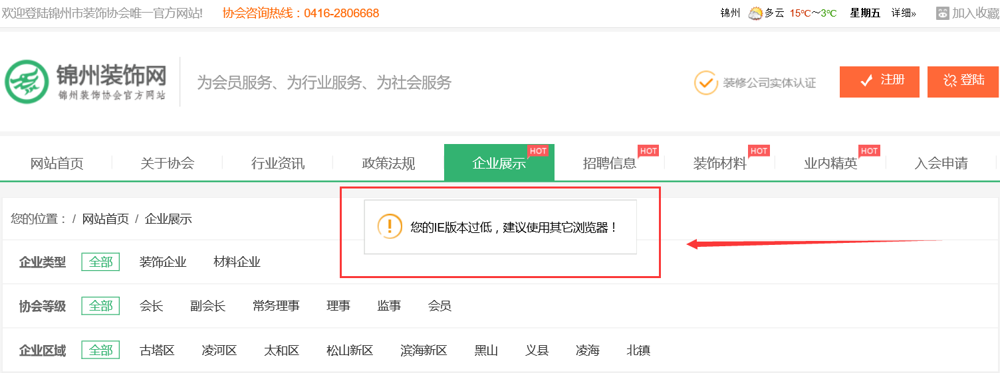 欢迎登陆锦州市装饰协会唯一官方网站! 协会咨询热线：0416-2806668 锦州 多云 15℃～3℃ 星期五 详细» 加入收藏
锦州装饰网
锦州装饰协会官方网站
为会员服务、为行业服务、为社会服务
装修公司实体认证
注册
登陆
网站首页 关于协会 行业资讯 政策法规 企业展示 HOT 招聘信息 HOT 装饰材料 HOT 业内精英 HOT 入会申请
您的位置： / 网站首页 / 企业展示
您的IE版本过低，建议使用其它浏览器！
企业类型 全部 装饰企业 材料企业
协会等级 全部 会长 副会长 常务理事 理事 监事 会员
企业区域 全部 古塔区 凌河区 太和区 松山新区 滨海新区 黑山 义县 凌海 北镇